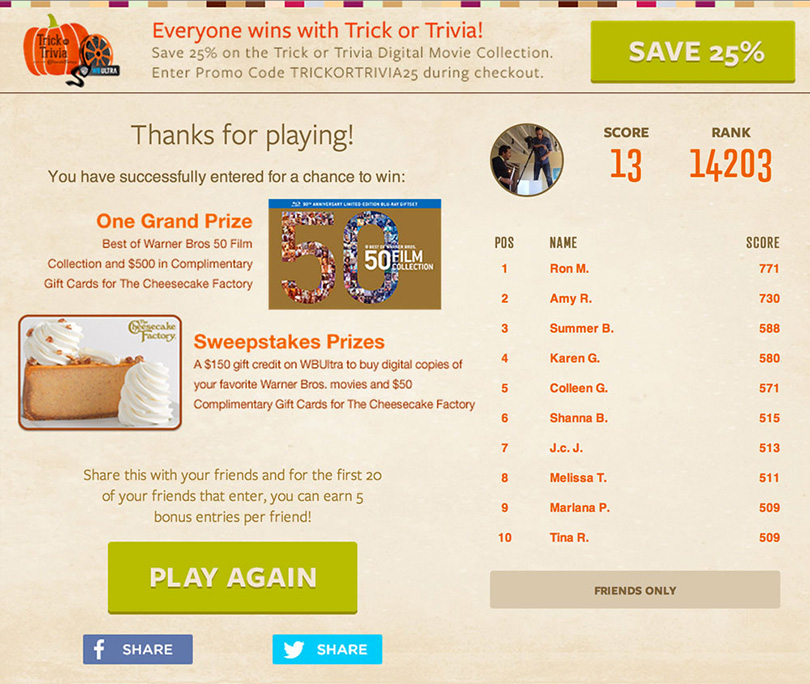 Trick or
Trivia
WBULTRA
Everyone wins with Trick or Trivia!
Save 25% on the Trick or Trivia Digital Movie Collection.
Enter Promo Code TRICKORTRIVIA25 during checkout.
SAVE 25%
Thanks for playing!
You have successfully entered for a chance to win:
One Grand Prize
Best of Warner Bros 50 Film
Collection and $500 in Complimentary
Gift Cards for The Cheesecake Factory
90TH ANNIVERSARY LIMITED EDITION BLU-RAY GIFTSET
50
BEST OF WARNER BROS.
50 FILM
COLLECTION
The
Cheesecake
Factory
Sweepstakes Prizes
A $150 gift credit on WBUltra to buy digital copies of
your favorite Warner Bros. movies and $50
Complimentary Gift Cards for The Cheesecake Factory
Share this with your friends and for the first 20
of your friends that enter, you can earn 5
bonus entries per friend!
PLAY AGAIN
f SHARE
SHARE
SCORE RANK
13 14203
POS NAME SCORE
1 Ron M. 771
2 Amy R. 730
3 Summer B. 588
4 Karen G. 580
5 Colleen G. 571
6 Shanna B. 515
7 J.c. J. 513
8 Melissa T. 511
9 Mariana P. 509
10 Tina R. 509
FRIENDS ONLY